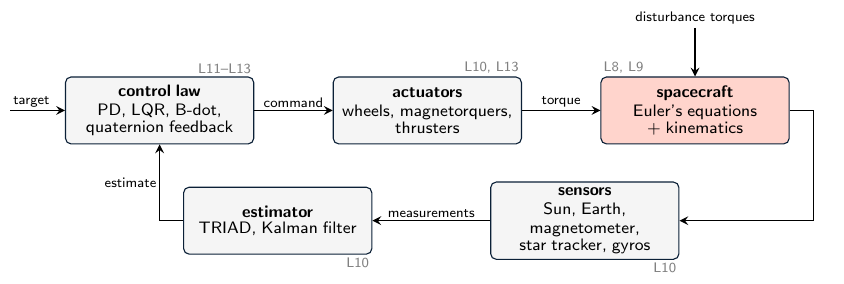 disturbance torques
L11–L13
L10, L13
L8, L9
target
control law
PD, LQR, B-dot,
quaternion feedback
command
actuators
wheels, magnetorquers,
thrusters
torque
spacecraft
Euler's equations
+ kinematics
estimate
estimator
TRIAD, Kalman filter
L10
measurements
sensors
Sun, Earth,
magnetometer,
star tracker, gyros
L10